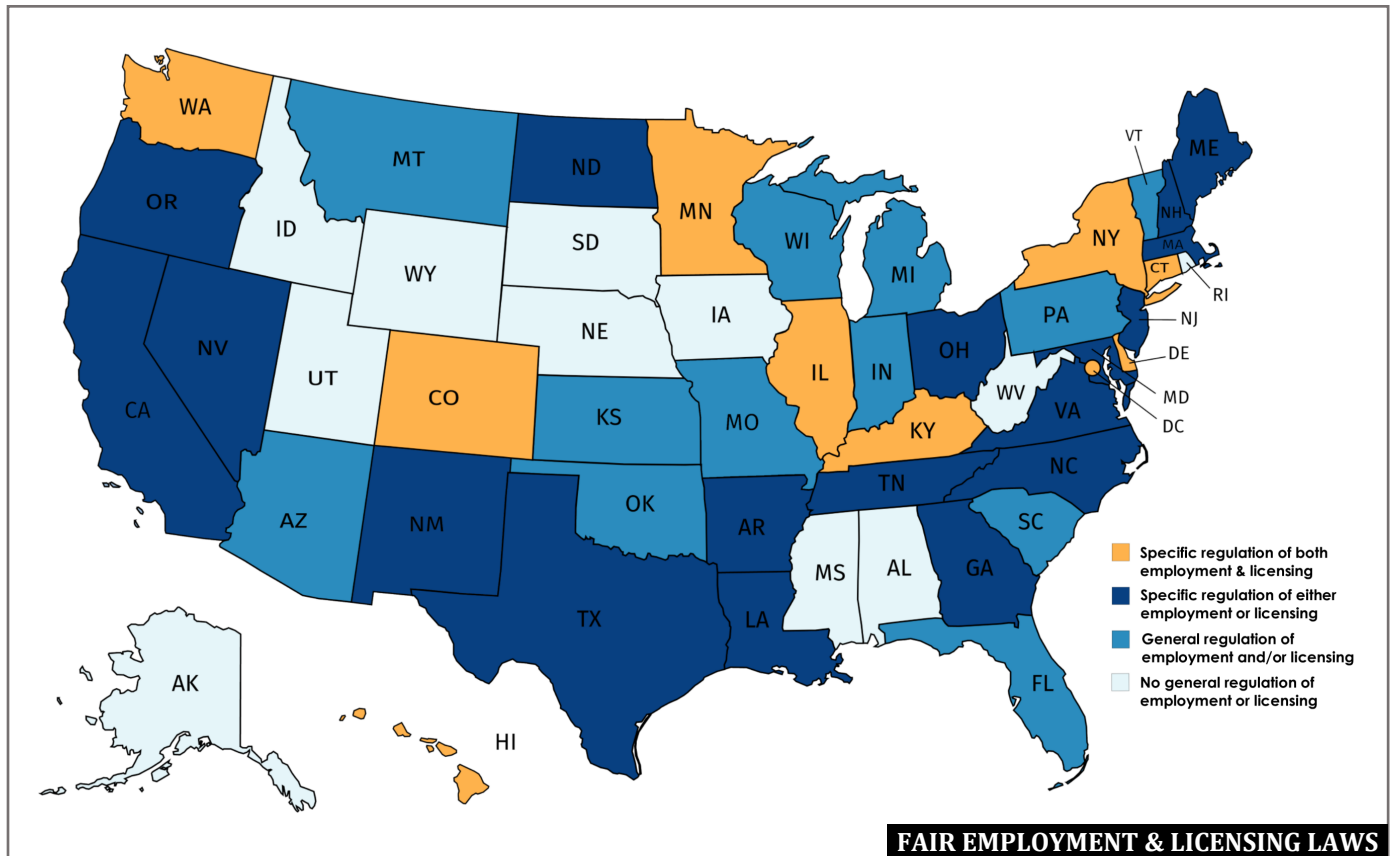 WA
MT
ND
MN
VT
ME
OR
ID
SD
WI
MI
NY
NH
MA
CT
RI
WY
IA
PA
NJ
NV
NE
IL
IN
OH
DE
UT
CO
WV
MD
CA
KS
MO
KY
VA
DC
AZ
NM
OK
AR
TN
NC
SC
MS
AL
GA
TX
LA
FL
AK
HI
Specific regulation of both
employment & licensing
Specific regulation of either
employment or licensing
General regulation of
employment and/or licensing
No general regulation of
employment or licensing
FAIR EMPLOYMENT & LICENSING LAWS